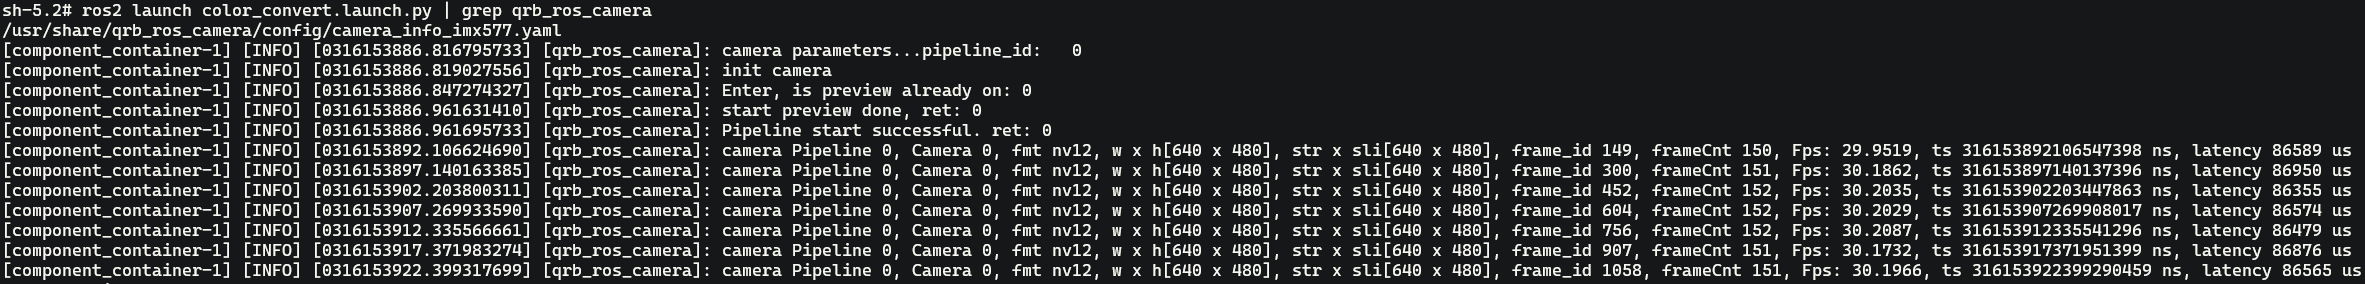 sh-5.2# ros2 launch color_convert.launch.py | grep qrb_ros_camera
/usr/share/qrb_ros_camera/config/camera_info_imx577.yaml
[component_container-1] [INFO] [0316153886.816795733] [qrb_ros_camera]: camera parameters...pipeline_id:   0
[component_container-1] [INFO] [0316153886.819027556] [qrb_ros_camera]: init camera
[component_container-1] [INFO] [0316153886.847274327] [qrb_ros_camera]: Enter, is preview already on: 0
[component_container-1] [INFO] [0316153886.961631410] [qrb_ros_camera]: start preview done, ret: 0
[component_container-1] [INFO] [0316153886.961695733] [qrb_ros_camera]: Pipeline start successful. ret: 0
[component_container-1] [INFO] [0316153892.106624690] [qrb_ros_camera]: camera Pipeline 0, Camera 0, fmt nv12, w x h[640 x 480], str x sli[640 x 480], frame_id 149, frameCnt 150, Fps: 29.9519, ts 316153892106547398 ns, latency 86589 us
[component_container-1] [INFO] [0316153897.140163385] [qrb_ros_camera]: camera Pipeline 0, Camera 0, fmt nv12, w x h[640 x 480], str x sli[640 x 480], frame_id 300, frameCnt 151, Fps: 30.1862, ts 316153897140137396 ns, latency 86950 us
[component_container-1] [INFO] [0316153902.203800311] [qrb_ros_camera]: camera Pipeline 0, Camera 0, fmt nv12, w x h[640 x 480], str x sli[640 x 480], frame_id 452, frameCnt 152, Fps: 30.2035, ts 316153902203447863 ns, latency 86355 us
[component_container-1] [INFO] [0316153907.269933590] [qrb_ros_camera]: camera Pipeline 0, Camera 0, fmt nv12, w x h[640 x 480], str x sli[640 x 480], frame_id 604, frameCnt 152, Fps: 30.2029, ts 316153907269908017 ns, latency 86574 us
[component_container-1] [INFO] [0316153912.335566661] [qrb_ros_camera]: camera Pipeline 0, Camera 0, fmt nv12, w x h[640 x 480], str x sli[640 x 480], frame_id 756, frameCnt 152, Fps: 30.2087, ts 316153912335541296 ns, latency 86479 us
[component_container-1] [INFO] [0316153917.371983274] [qrb_ros_camera]: camera Pipeline 0, Camera 0, fmt nv12, w x h[640 x 480], str x sli[640 x 480], frame_id 907, frameCnt 151, Fps: 30.1732, ts 316153917371951399 ns, latency 86876 us
[component_container-1] [INFO] [0316153922.399317699] [qrb_ros_camera]: camera Pipeline 0, Camera 0, fmt nv12, w x h[640 x 480], str x sli[640 x 480], frame_id 1058, frameCnt 151, Fps: 30.1966, ts 316153922399290459 ns, latency 86565 us